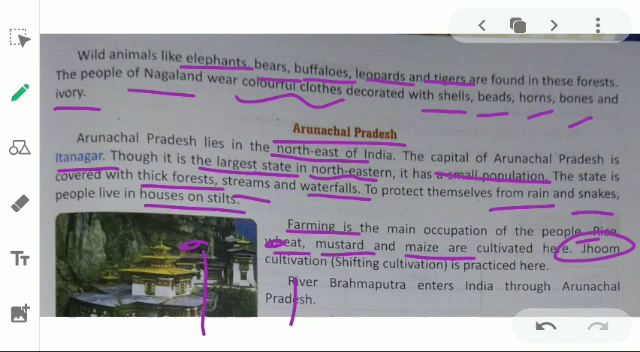 Wild animals like elephants, bears, buffaloes, leopards and tigers are found in these forests.
The people of Nagaland wear colourful clothes decorated with shells, beads, horns, bones and
ivory.
Arunachal Pradesh
Arunachal Pradesh lies in the north-east of India. The capital of Arunachal Pradesh is
Itanagar. Though it is the largest state in north-eastern, it has a small population. The state is
covered with thick forests, streams and waterfalls. To protect themselves from rain and snakes,
people live in houses on stilts.
Farming is the main occupation of the people. Rice,
wheat, mustard and maize are cultivated here. Jhoom
cultivation (Shifting cultivation) is practiced here.
River Brahmaputra enters India through Arunachal
Pradesh.
Tт